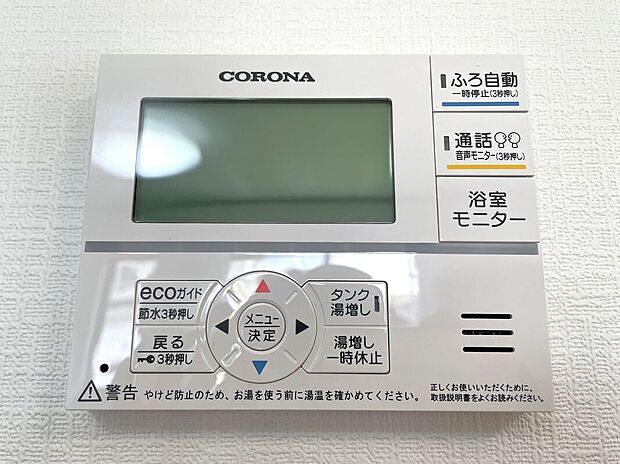 CORONA
ふろ自動
一時停止(3秒押し)
通話
音声モニター(3秒押し)
浴室
モニター
ecoガイド
節水3秒押し
戻る
3秒押し
メニュー
決定
タンク
湯増し
湯増し
一時休止
警告 やけど防止のため、お湯を使う前に湯温を確かめてください。
正しくお使いいただくために、
取扱説明書をよくお読みください。